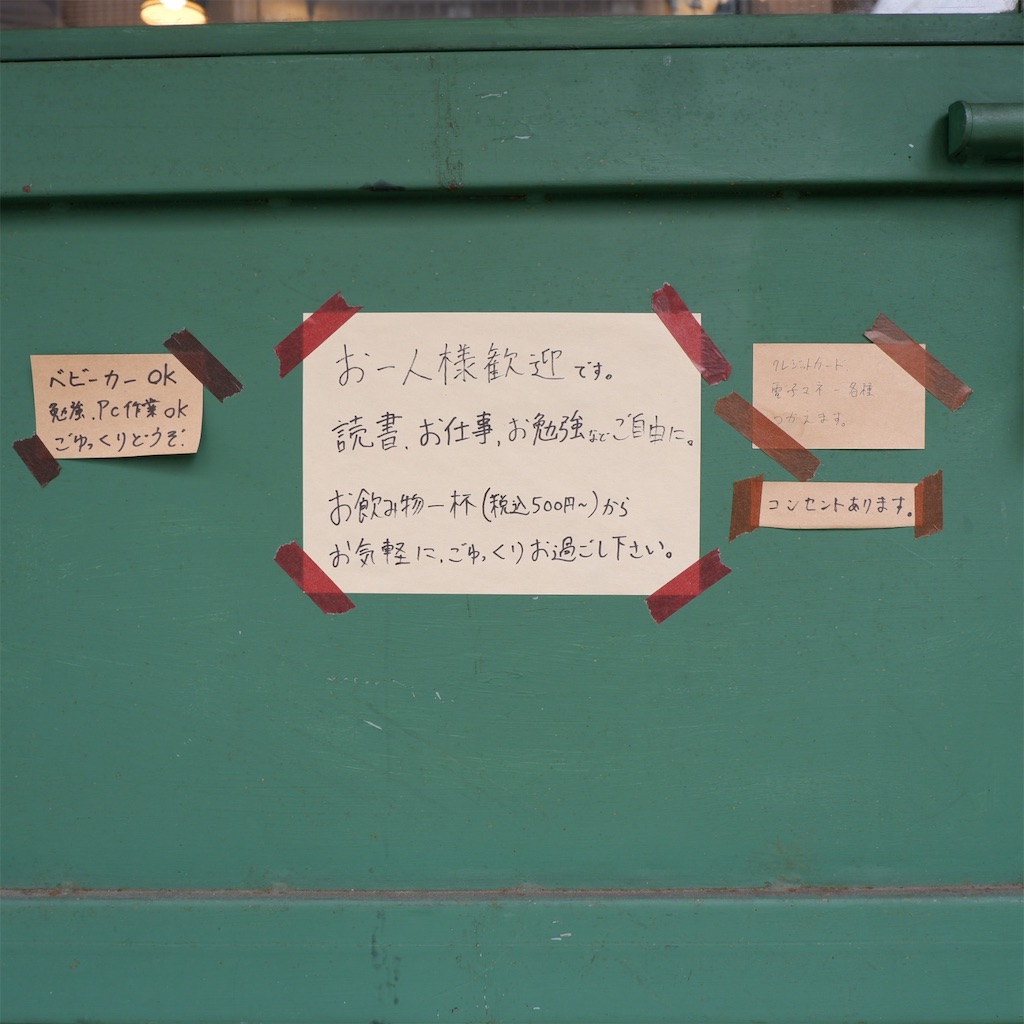 ベビーカー OK
勉強、PC作業 OK
ごゆっくりどうぞ。
お一人様歓迎です。
読書、お仕事、お勉強などご自由に。
お飲み物一杯(税込500円~)から
お気軽に、ごゆっくりお過ごし下さい。
クレジットカード、
電子マネー各種
つかえます。
コンセントあります。